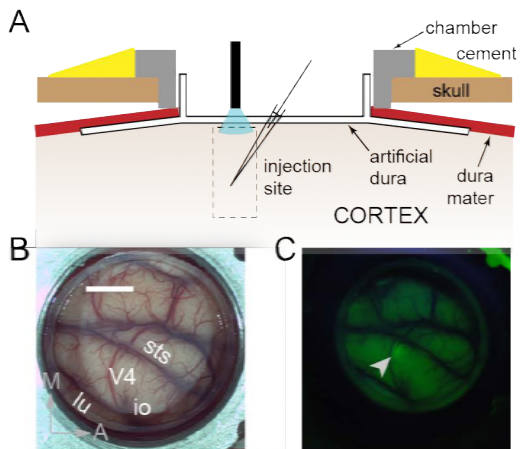 A
chamber
cement
skull
injection
site
artificial
dura
dura
mater
CORTEX
B
C
sts
V4
M
lu
io
A